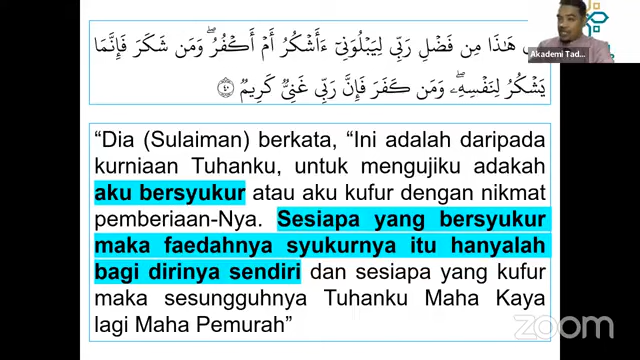 هَٰذَا مِن فَضْلِ رَبِّي لِيَبْلُوَنِيٓ ءَأَشْكُرُ أَمْ أَكْفُرُ ۖ وَمَن شَكَرَ فَإِنَّمَا
يَشْكُرُ لِنَفْسِهِۦ ۖ وَمَن كَفَرَ فَإِنَّ رَبِّي غَنِيٌّ كَرِيمٌ ٤٠
Akademi Tad...
“Dia (Sulaiman) berkata, “Ini adalah daripada
kurniaan Tuhanku, untuk mengujiku adakah
aku bersyukur atau aku kufur dengan nikmat
pemberiaan-Nya. Sesiapa yang bersyukur
maka faedahnya syukurnya itu hanyalah
bagi dirinya sendiri dan sesiapa yang kufur
maka sesungguhnya Tuhanku Maha Kaya
lagi Maha Pemurah”
zoom